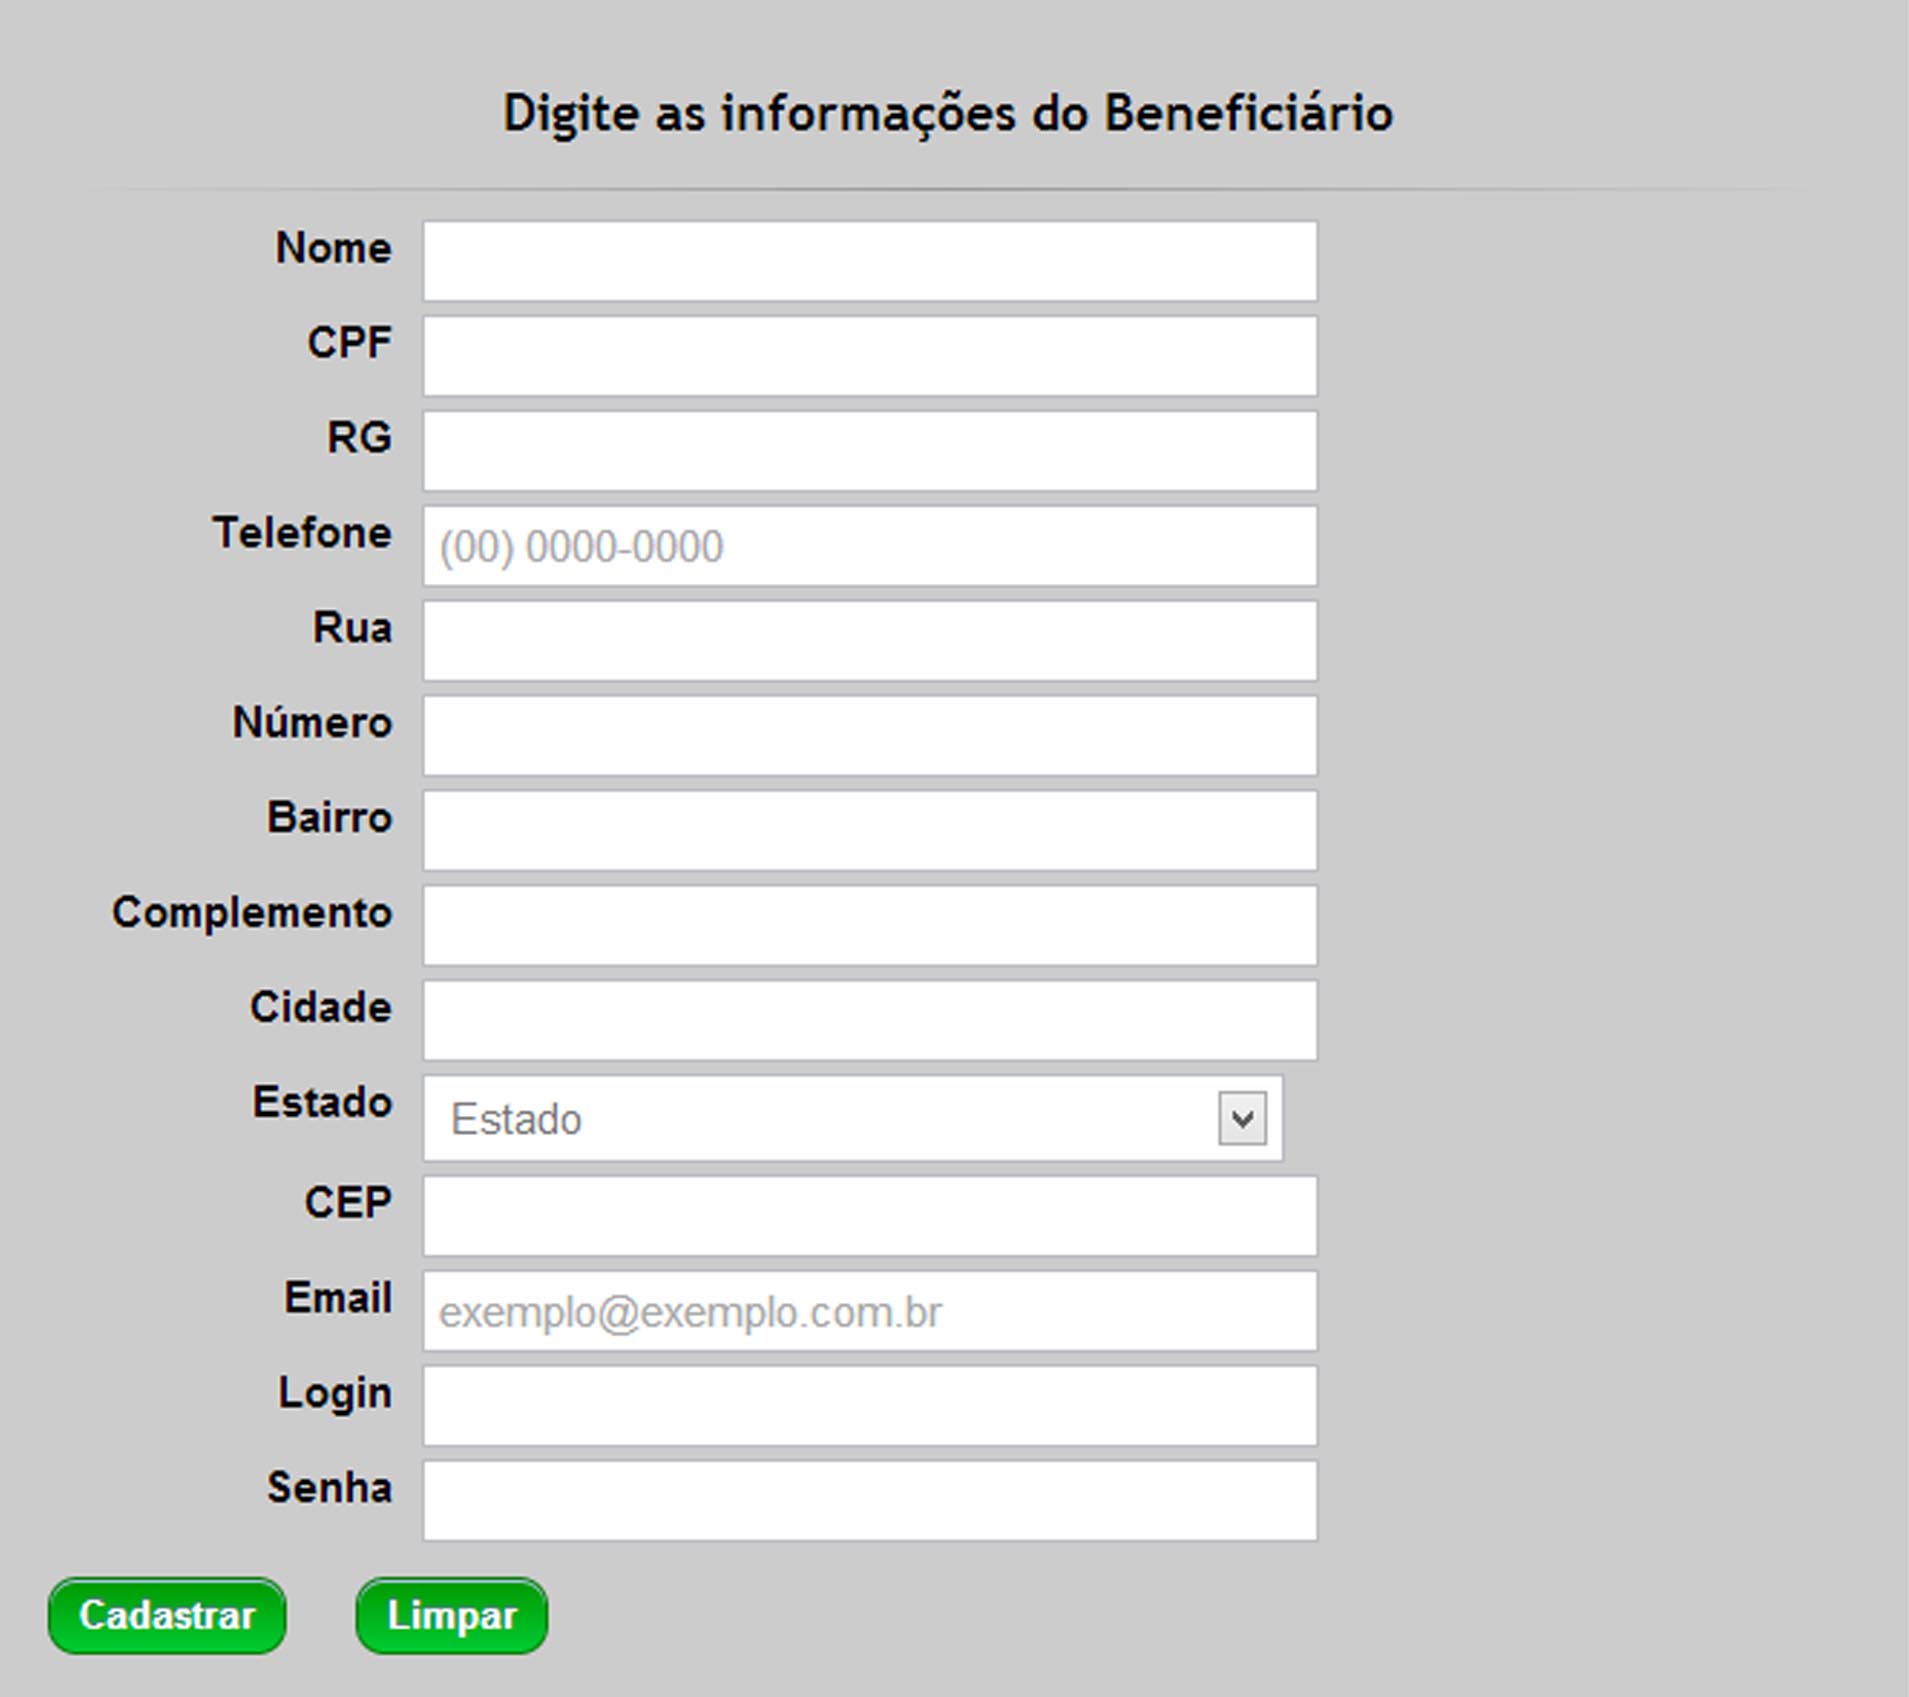 Digite as informações do Beneficiário
Nome
CPF
RG
Telefone (00) 0000-0000
Rua
Número
Bairro
Complemento
Cidade
Estado Estado
CEP
Email exemplo@exemplo.com.br
Login
Senha
Cadastrar Limpar